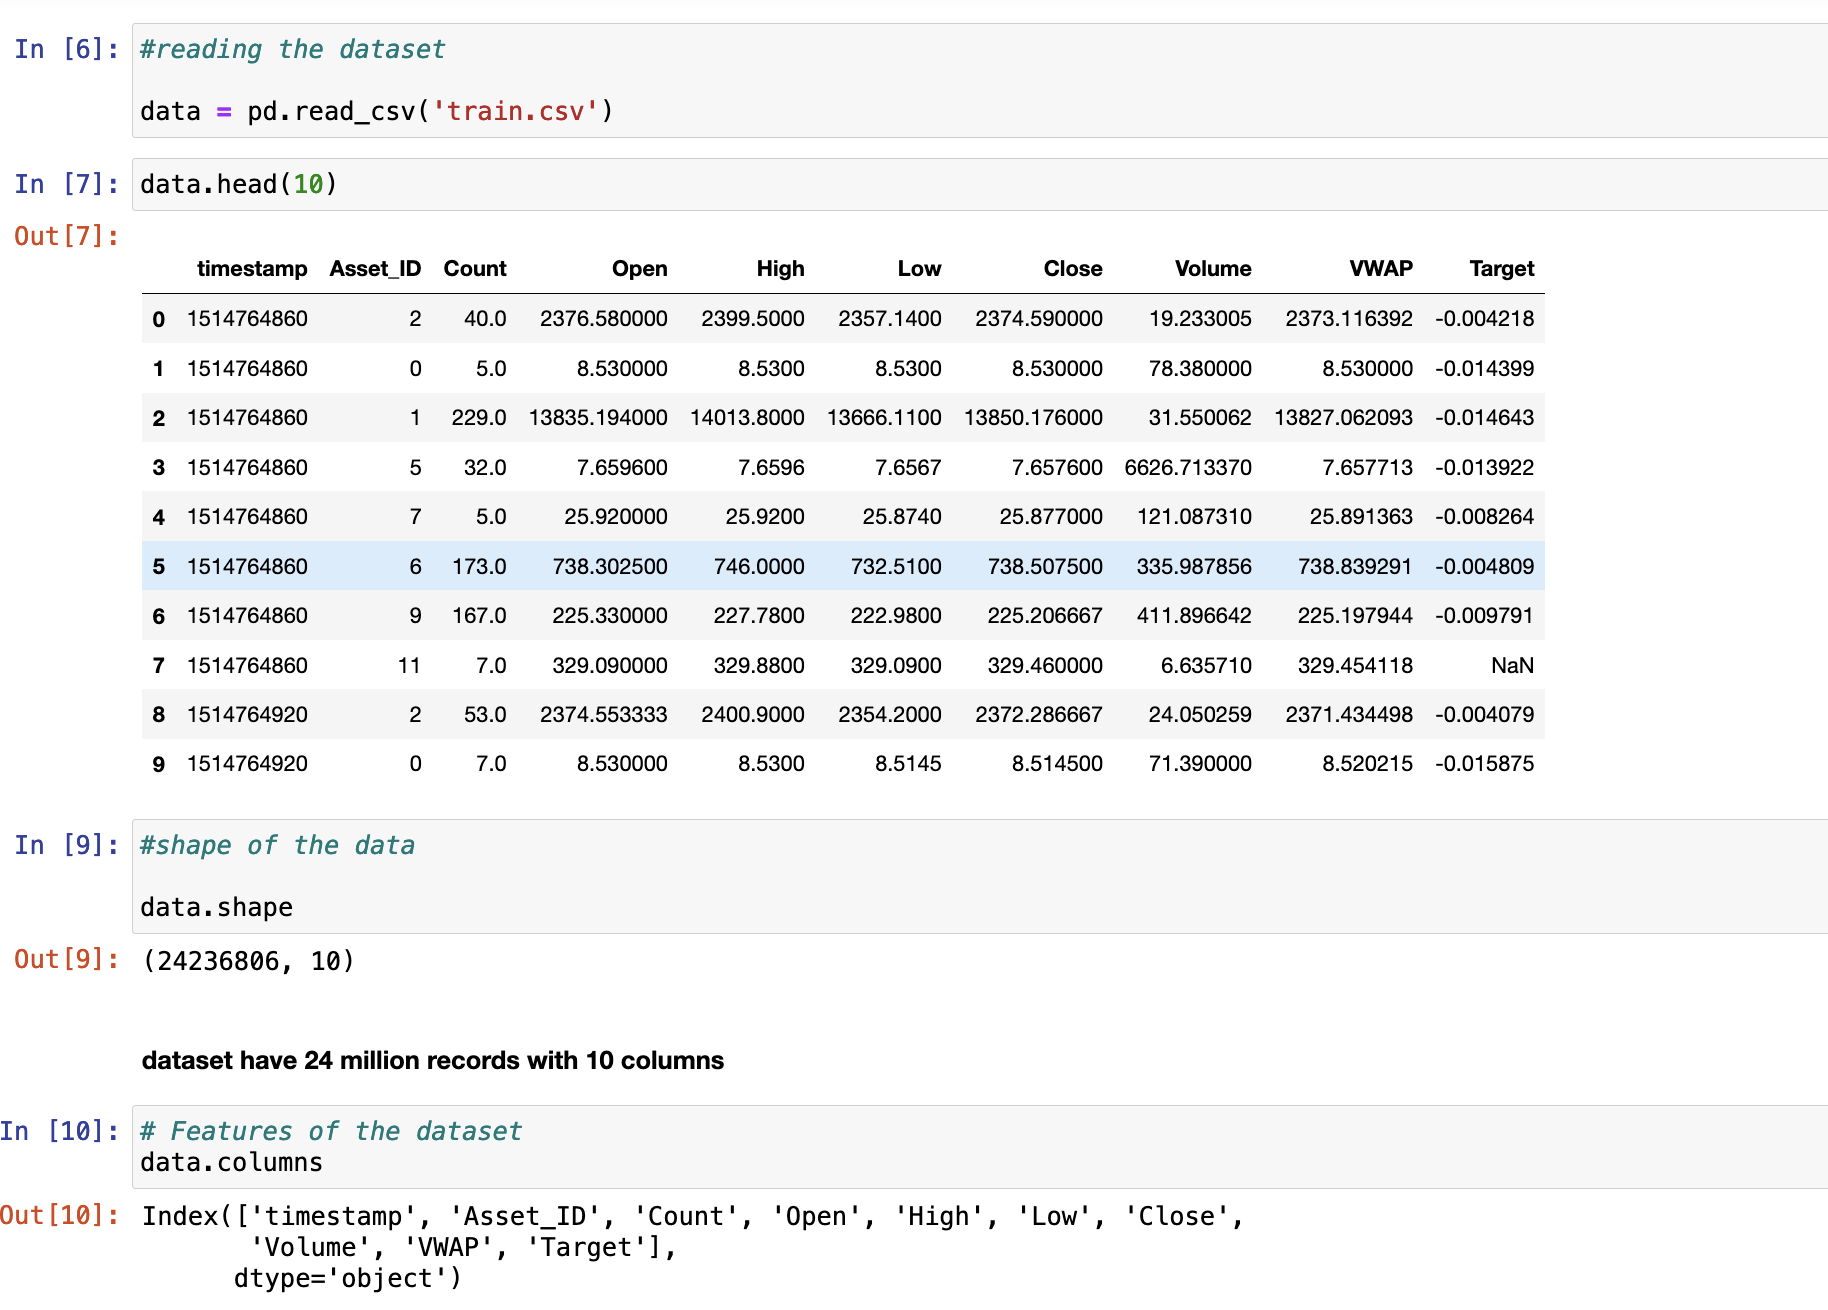 In [6]: #reading the dataset
data = pd.read_csv('train.csv')
In [7]: data.head(10)
Out[7]:
timestamp Asset_ID Count Open High Low Close Volume VWAP Target
0 1514764860 2 40.0 2376.580000 2399.5000 2357.1400 2374.590000 19.233005 2373.116392 -0.004218
1 1514764860 0 5.0 8.530000 8.5300 8.5300 8.530000 78.380000 8.530000 -0.014399
2 1514764860 1 229.0 13835.194000 14013.8000 13666.1100 13850.176000 31.550062 13827.062093 -0.014643
3 1514764860 5 32.0 7.659600 7.6596 7.6567 7.657600 6626.713370 7.657713 -0.013922
4 1514764860 7 5.0 25.920000 25.9200 25.8740 25.877000 121.087310 25.891363 -0.008264
5 1514764860 6 173.0 738.302500 746.0000 732.5100 738.507500 335.987856 738.839291 -0.004809
6 1514764860 9 167.0 225.330000 227.7800 222.9800 225.206667 411.896642 225.197944 -0.009791
7 1514764860 11 7.0 329.090000 329.8800 329.0900 329.460000 6.635710 329.454118 NaN
8 1514764920 2 53.0 2374.553333 2400.9000 2354.2000 2372.286667 24.050259 2371.434498 -0.004079
9 1514764920 0 7.0 8.530000 8.5300 8.5145 8.514500 71.390000 8.520215 -0.015875
In [9]: #shape of the data
data.shape
Out[9]: (24236806, 10)
dataset have 24 million records with 10 columns
In [10]: # Features of the dataset
data.columns
Out[10]: Index(['timestamp', 'Asset_ID', 'Count', 'Open', 'High', 'Low', 'Close',
'Volume', 'VWAP', 'Target'],
dtype='object')